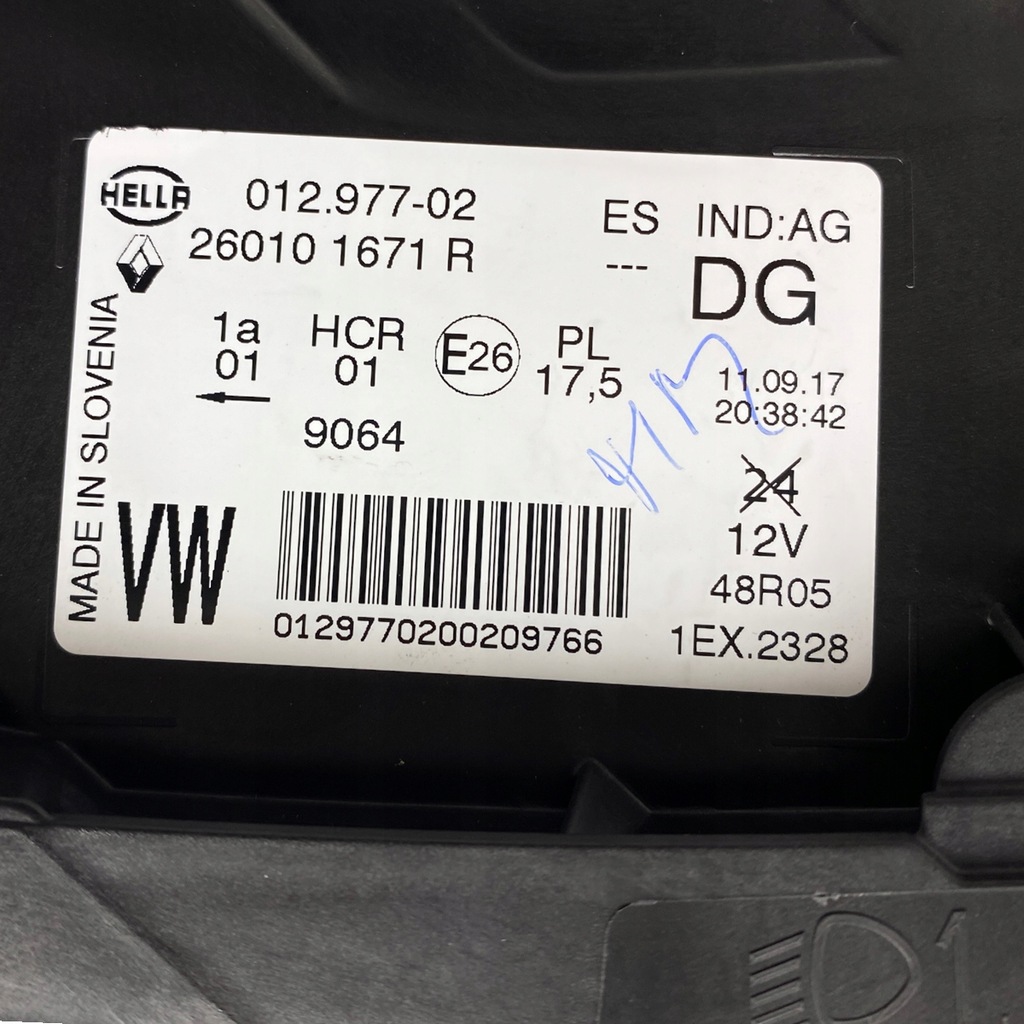 HELLA 012.977-02 ES IND:AG
26010 1671 R --- DG
1a HCR E26 PL
01 01 17,5
11.09.17
20:38:42
9064
24
12V
48R05
1EX.2328
MADE IN SLOVENIA
VW
0129770200209766
1